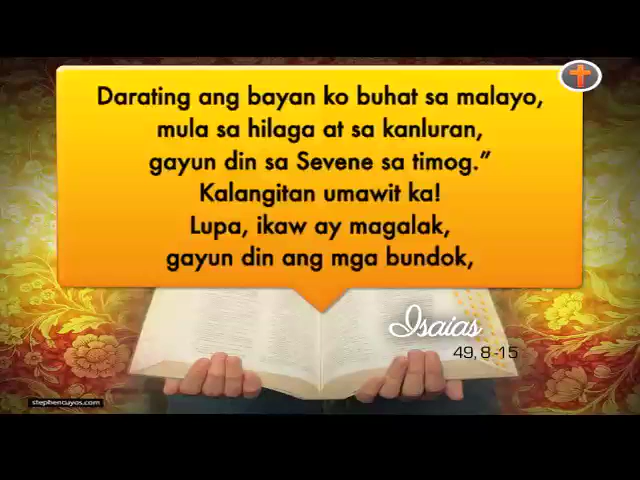 Darating ang bayan ko buhat sa malayo,
mula sa hilaga at sa kanluran,
gayun din sa Sevene sa timog.”
Kalangitan umawit ka!
Lupa, ikaw ay magalak,
gayun din ang mga bundok,
Isaias
49, 8 -15
stephencuyos.com